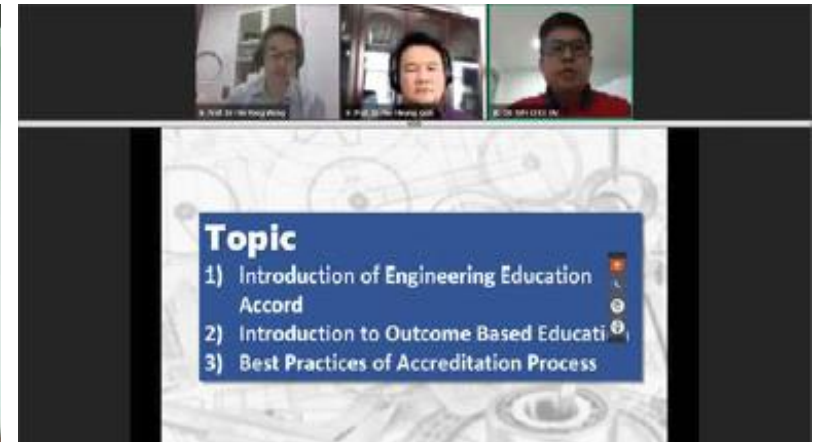 Topic
1) Introduction of Engineering Education
Accord
2) Introduction to Outcome Based Educati
3) Best Practices of Accreditation Process